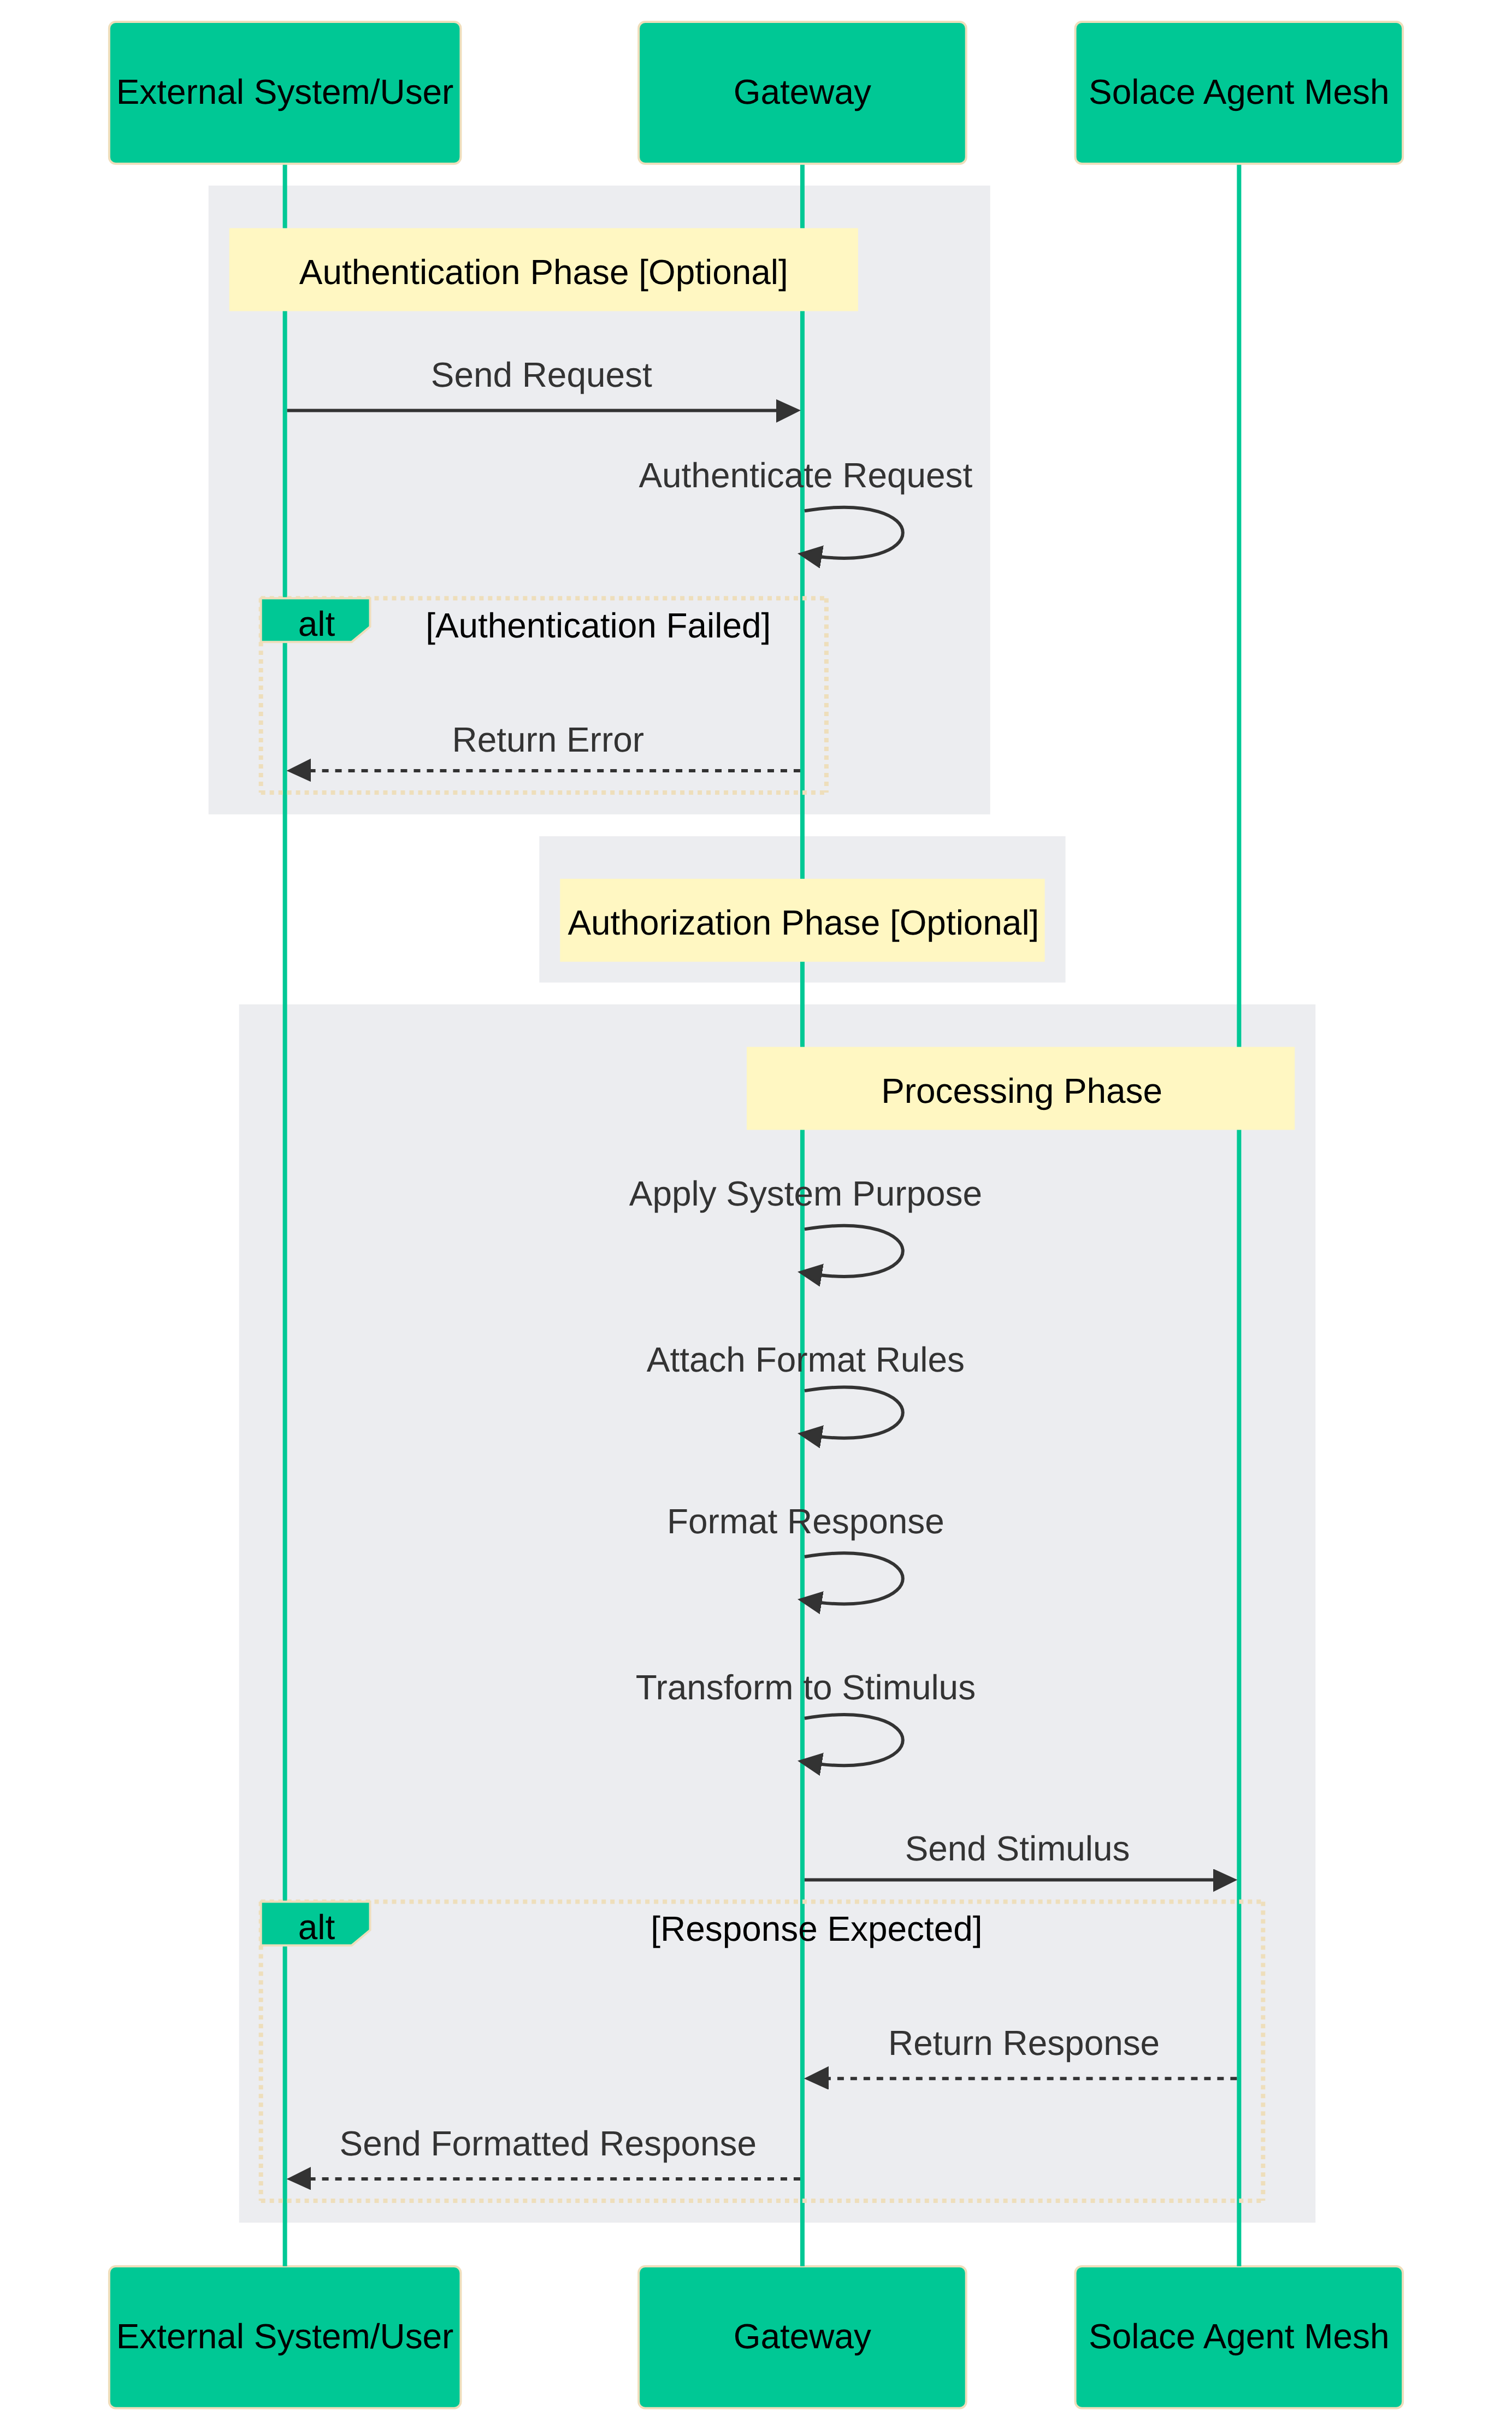 External System/User
Gateway
Solace Agent Mesh
Authentication Phase [Optional]
Send Request
Authenticate Request
alt
[Authentication Failed]
Return Error
Authorization Phase [Optional]
Processing Phase
Apply System Purpose
Attach Format Rules
Format Response
Transform to Stimulus
Send Stimulus
alt
[Response Expected]
Return Response
Send Formatted Response
External System/User
Gateway
Solace Agent Mesh